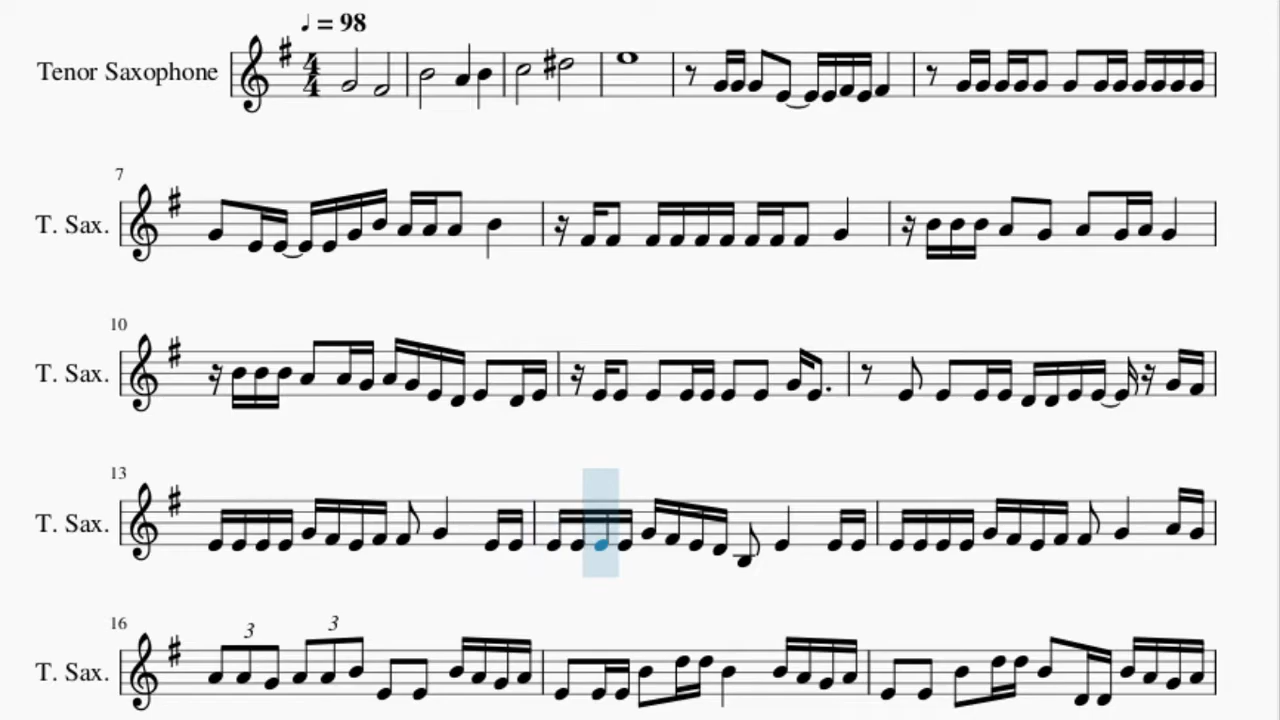 ♩ = 98
Tenor Saxophone
4
4
7
T. Sax.
10
T. Sax.
13
T. Sax.
16
3
3
T. Sax.